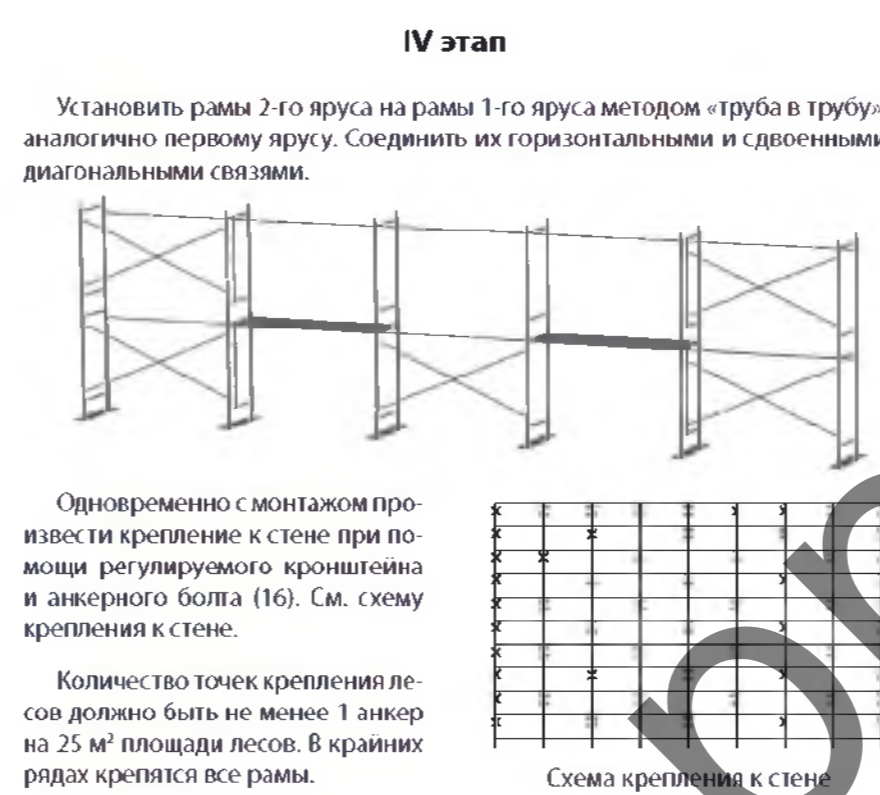 IV этап
Установить рамы 2-го яруса на рамы 1-го яруса методом «труба в трубу»
аналогично первому ярусу. Соединить их горизонтальными и сдвоенными
диагональными связями.
Одновременно с монтажом про-
извести крепление к стене при по-
мощи регулируемого кронштейна
и анкерного болта (16). См. схему
крепления к стене.
Количество точек крепления ле-
сов должно быть не менее 1 анкер
на 25 м² площади лесов. В крайних
рядах крепятся все рамы.
Схема крепления к стене